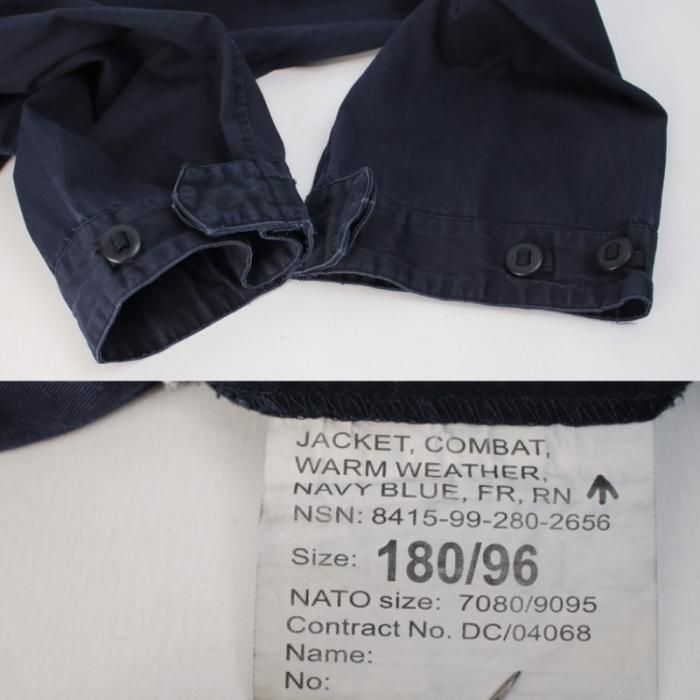 JACKET, COMBAT,
WARM WEATHER,
NAVY BLUE, FR, RN
NSN: 8415-99-280-2656
Size: 180/96
NATO size: 7080/9095
Contract No. DC/04068
Name:
No: